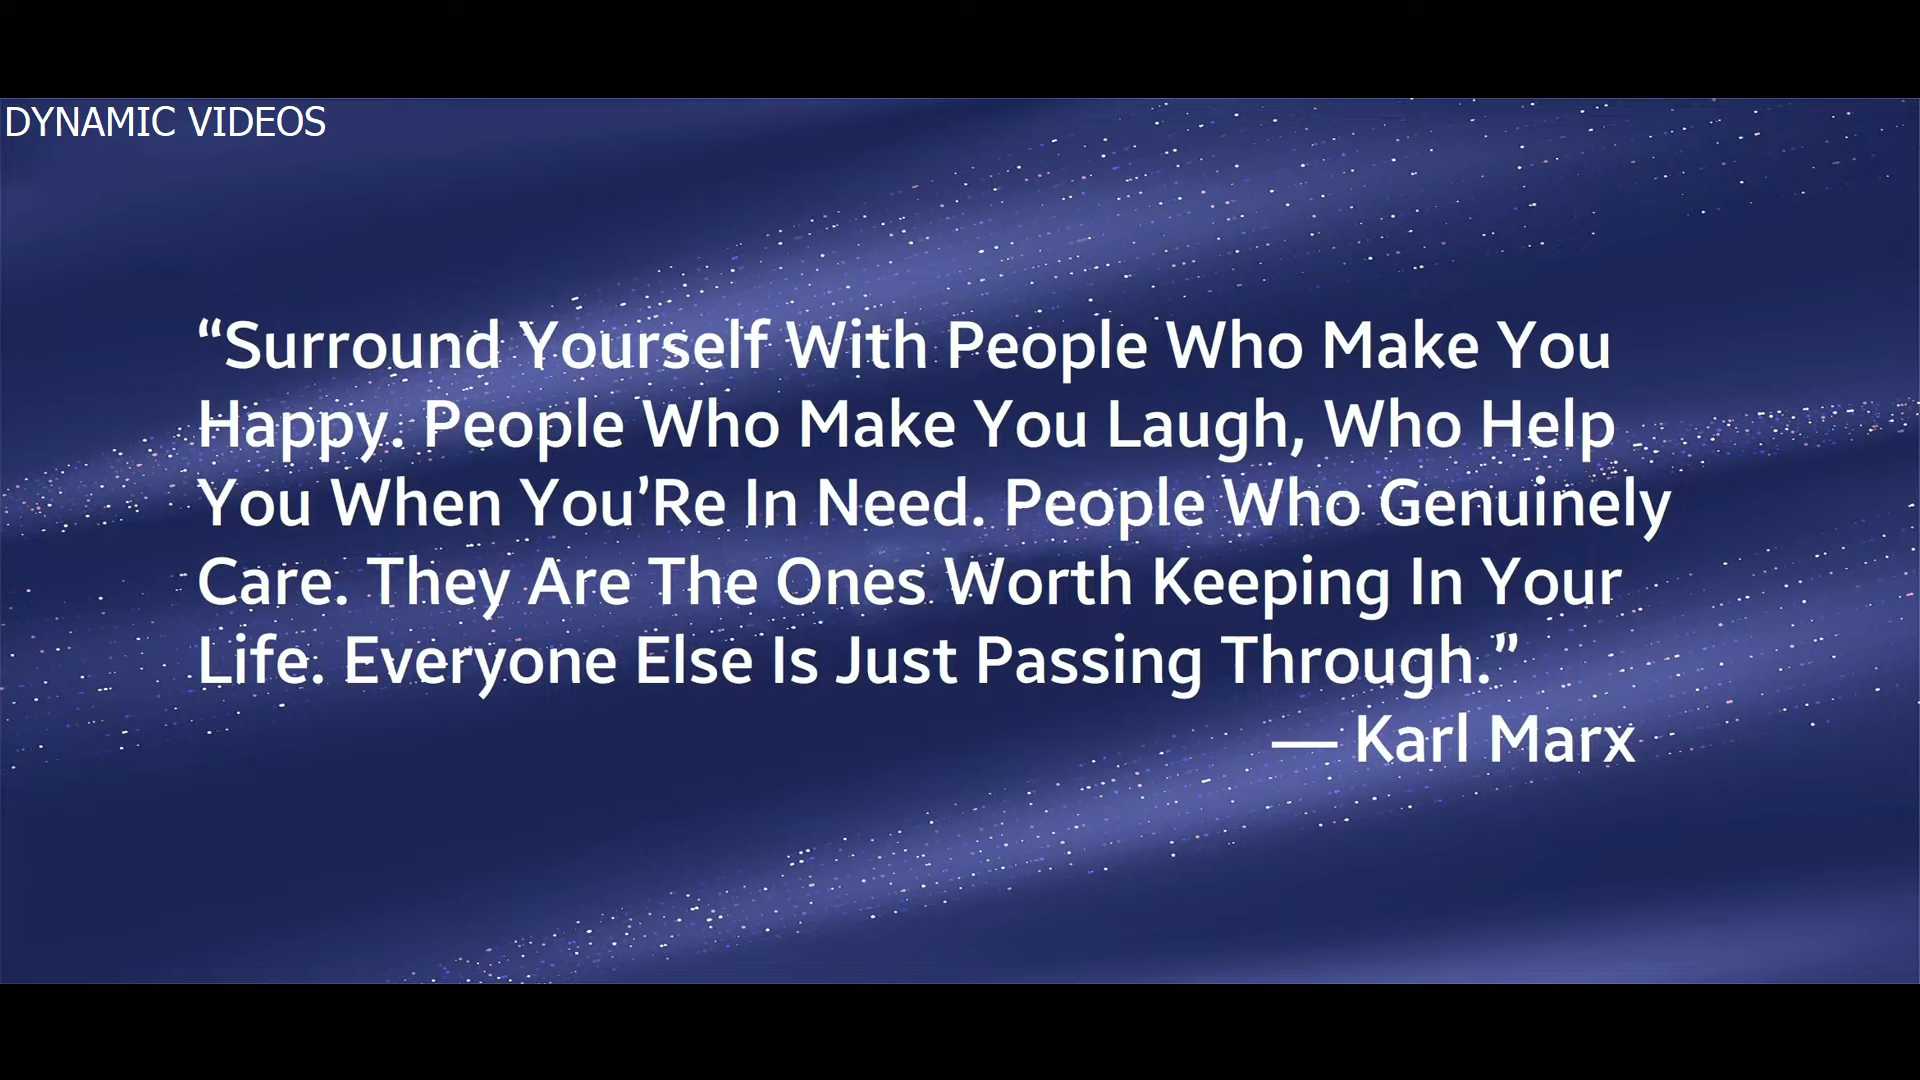 DYNAMIC VIDEOS
“Surround Yourself With People Who Make You
Happy. People Who Make You Laugh, Who Help
You When You’Re In Need. People Who Genuinely
Care. They Are The Ones Worth Keeping In Your
Life. Everyone Else Is Just Passing Through.”
— Karl Marx